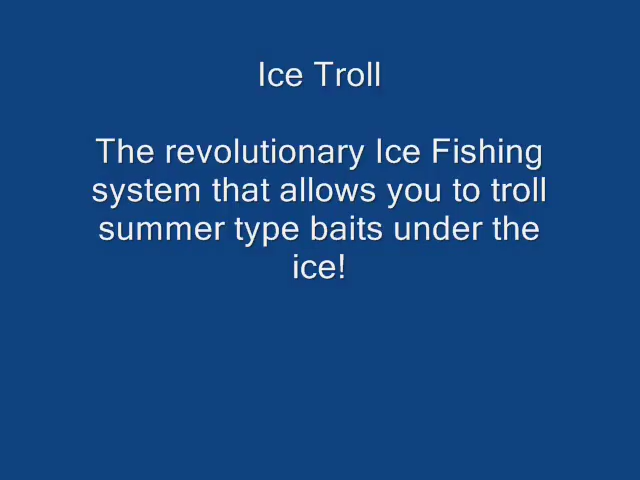 Ice Troll
The revolutionary Ice Fishing
system that allows you to troll
summer type baits under the
ice!